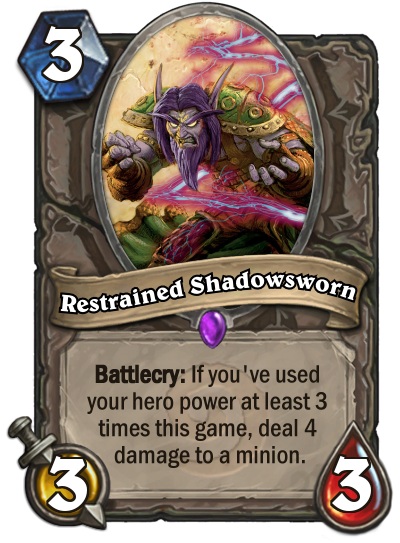 3
Restrained Shadowsworn
Battlecry: If you've used
your hero power at least 3
times this game, deal 4
damage to a minion.
3
3